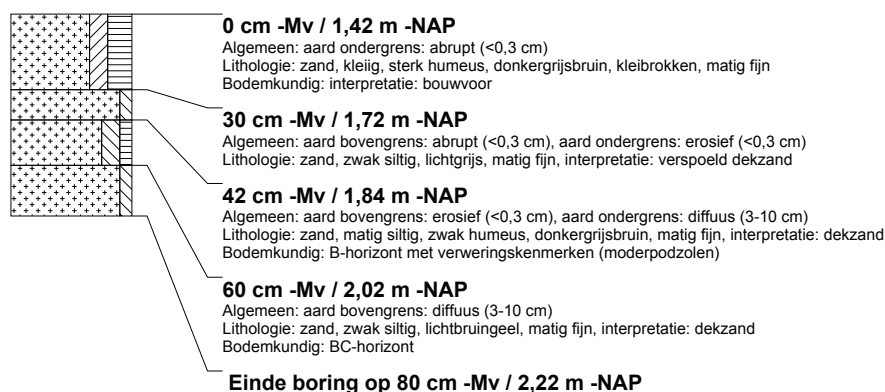 0 cm -Mv / 1,42 m -NAP
Algemeen: aard ondergrens: abrupt (<0,3 cm)
Lithologie: zand, kleiig, sterk humeus, donkergrijsbruin, kleibrokken, matig fijn
Bodemkundig: interpretatie: bouwvoor
30 cm -Mv / 1,72 m -NAP
Algemeen: aard bovengrens: abrupt (<0,3 cm), aard ondergrens: erosief (<0,3 cm)
Lithologie: zand, zwak siltig, lichtgrijs, matig fijn, interpretatie: verspoeld dekzand
42 cm -Mv / 1,84 m -NAP
Algemeen: aard bovengrens: erosief (<0,3 cm), aard ondergrens: diffuus (3-10 cm)
Lithologie: zand, matig siltig, zwak humeus, donkergrijsbruin, matig fijn, interpretatie: dekzand
Bodemkundig: B-horizont met verweringskenmerken (moderpodzolen)
60 cm -Mv / 2,02 m -NAP
Algemeen: aard bovengrens: diffuus (3-10 cm)
Lithologie: zand, zwak siltig, lichtbruingeel, matig fijn, interpretatie: dekzand
Bodemkundig: BC-horizont
Einde boring op 80 cm -Mv / 2,22 m -NAP